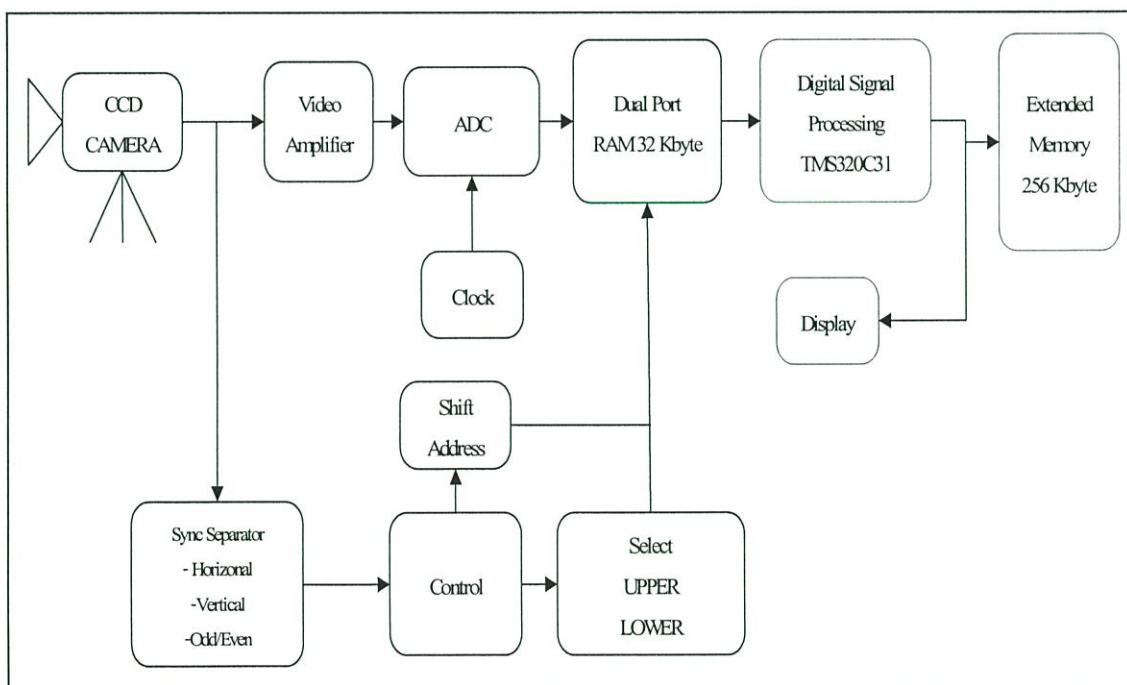 CCD
CAMERA
Video
Amplifier
ADC
Dual Port
RAM 32 Kbyte
Digital Signal
Processing
TMS320C31
Extended
Memory
256 Kbyte
Clock
Display
Shift
Address
Sync Separator
- Horizonal
-Vertical
-Odd/Even
Control
Select
UPPER
LOWER